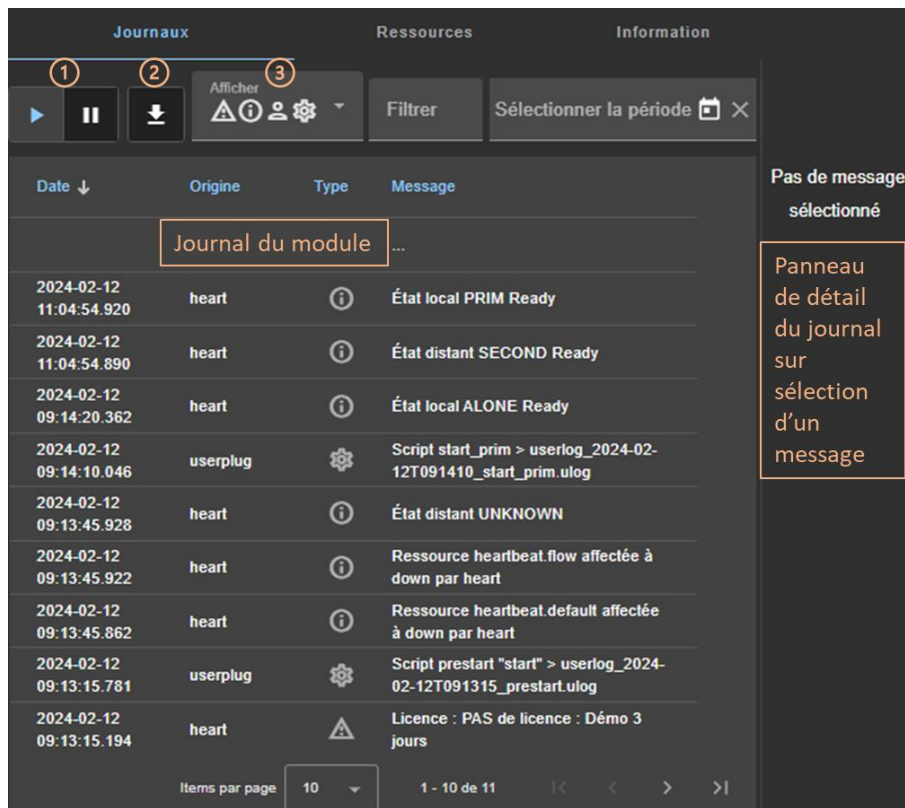 Journaux Ressources Information
1 2 3
Afficher
Filtrer Sélectionner la période
Date Origine Type Message
Pas de message
sélectionné
Journal du module ...
Panneau
de détail
du journal
sur
sélection
d'un
message
2024-02-12
11:04:54.920 heart État local PRIM Ready
2024-02-12
11:04:54.890 heart État distant SECOND Ready
2024-02-12
09:14:20.362 heart État local ALONE Ready
2024-02-12
09:14:10.046 userplug Script start_prim > userlog_2024-02-
12T091410_start_prim.ulog
2024-02-12
09:13:45.928 heart État distant UNKNOWN
2024-02-12
09:13:45.922 heart Ressource heartbeat.flow affectée à
down par heart
2024-02-12
09:13:45.862 heart Ressource heartbeat.default affectée
à down par heart
2024-02-12
09:13:15.781 userplug Script prestart "start" > userlog_2024-
02-12T091315_prestart.ulog
2024-02-12
09:13:15.194 heart Licence : PAS de licence : Démo 3
jours
Items par page 10 1 - 10 de 11